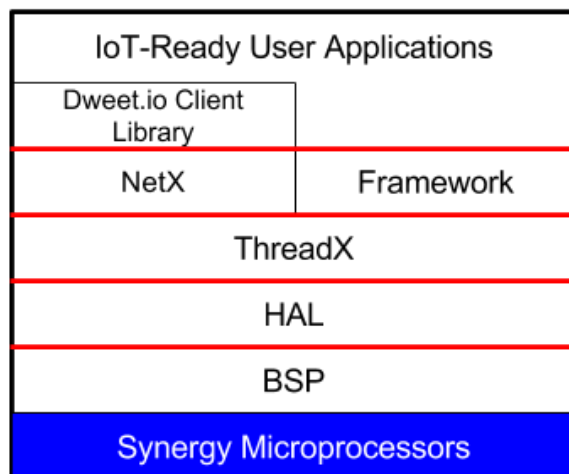 IoT-Ready User Applications
Dweet.io Client
Library
NetX
Framework
ThreadX
HAL
BSP
Synergy Microprocessors